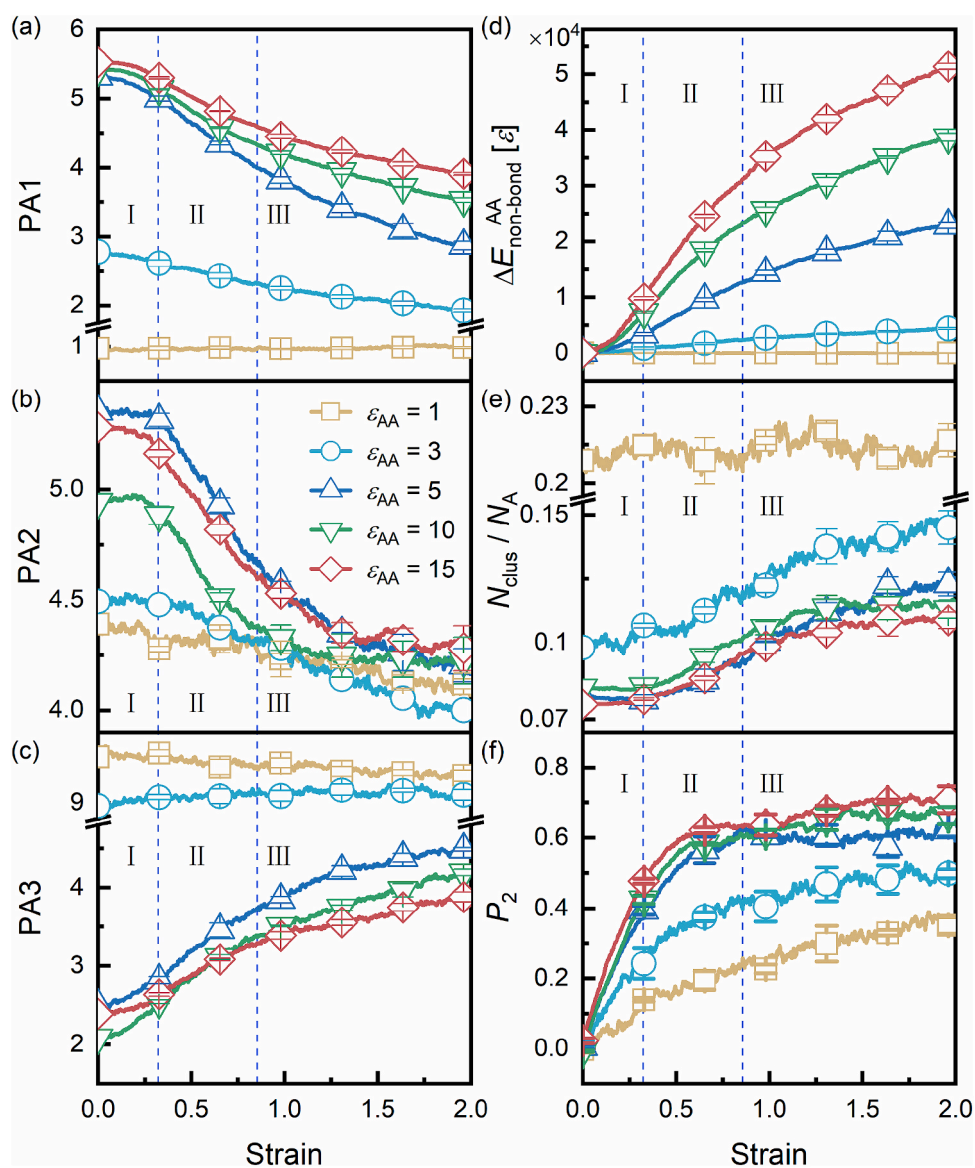 (a)
6
5
4
3
2
1
PA1
I
II
III
(b)
5.0
4.5
4.0
PA2
εAA = 1
εAA = 3
εAA = 5
εAA = 10
εAA = 15
I
II
III
(c)
9
4
3
2
PA3
I
II
III
0.0
0.5
1.0
1.5
2.0
Strain
(d)
×10⁴
5
4
3
2
1
0
ΔE AA non-bond [ε]
I
II
III
(e)
0.23
0.2
0.15
0.1
0.07
Nclus / NA
I
II
III
(f)
0.8
0.6
0.4
0.2
0.0
P2
I
II
III
0.0
0.5
1.0
1.5
2.0
Strain